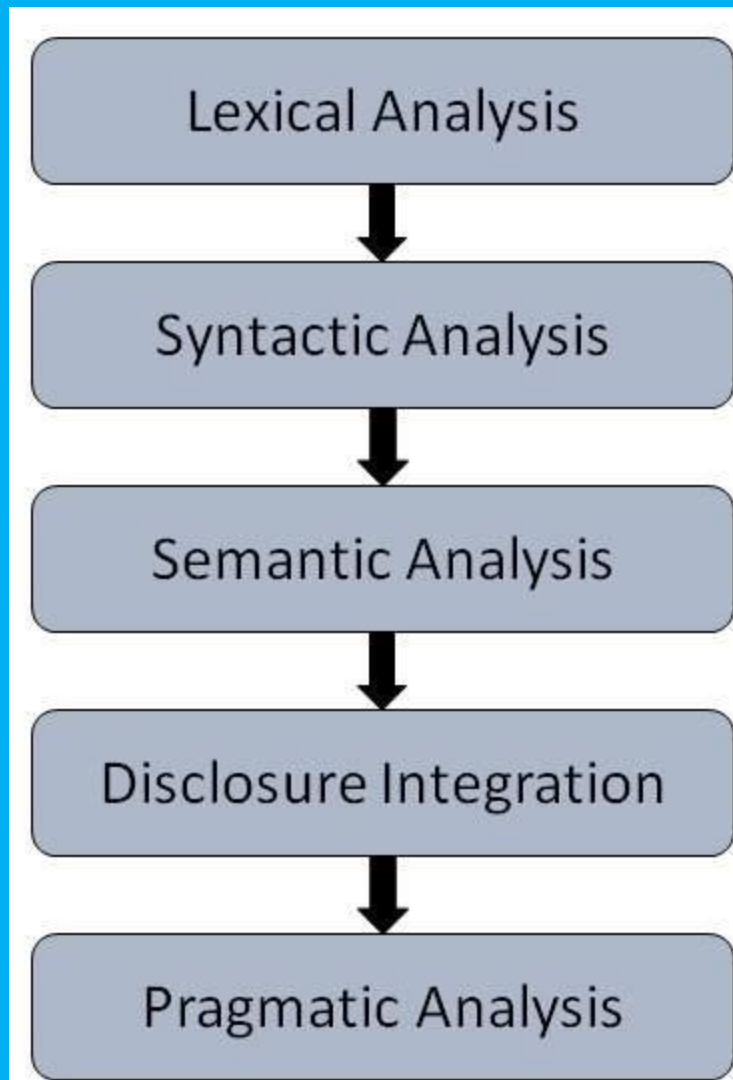 Lexical Analysis
Syntactic Analysis
Semantic Analysis
Disclosure Integration
Pragmatic Analysis